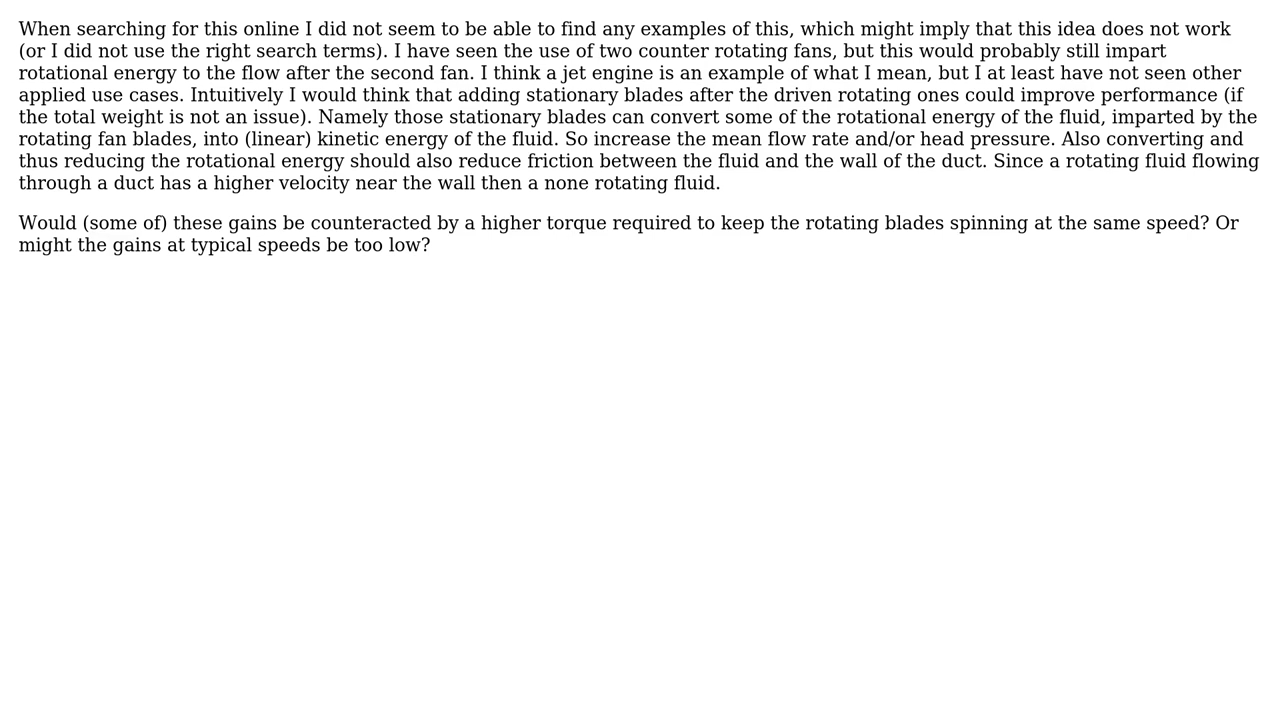 When searching for this online I did not seem to be able to find any examples of this, which might imply that this idea does not work
(or I did not use the right search terms). I have seen the use of two counter rotating fans, but this would probably still impart
rotational energy to the flow after the second fan. I think a jet engine is an example of what I mean, but I at least have not seen other
applied use cases. Intuitively I would think that adding stationary blades after the driven rotating ones could improve performance (if
the total weight is not an issue). Namely those stationary blades can convert some of the rotational energy of the fluid, imparted by the
rotating fan blades, into (linear) kinetic energy of the fluid. So increase the mean flow rate and/or head pressure. Also converting and
thus reducing the rotational energy should also reduce friction between the fluid and the wall of the duct. Since a rotating fluid flowing
through a duct has a higher velocity near the wall then a none rotating fluid.
Would (some of) these gains be counteracted by a higher torque required to keep the rotating blades spinning at the same speed? Or
might the gains at typical speeds be too low?